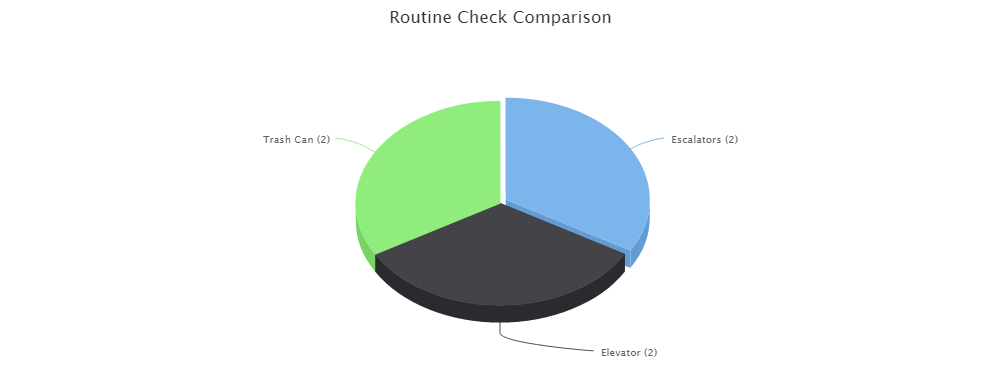 Routine Check Comparison
Trash Can (2)
Escalators (2)
Elevator (2)